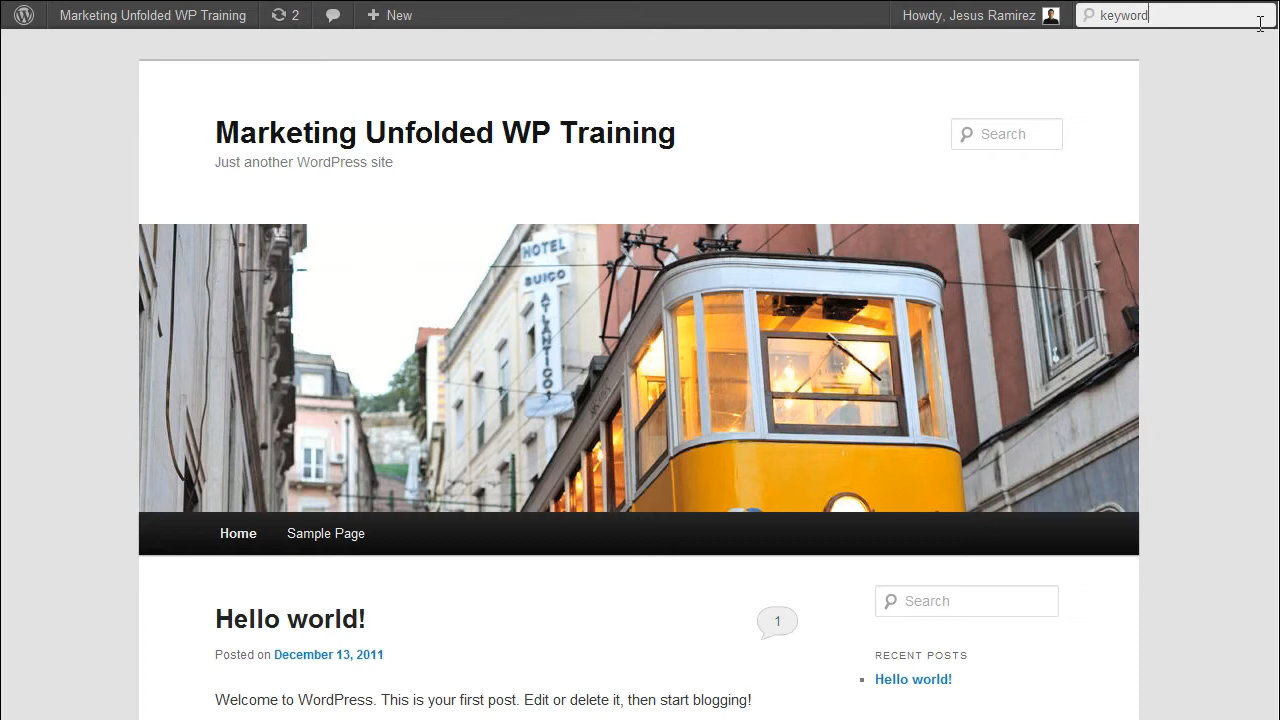 Marketing Unfolded WP Training 2 New Howdy, Jesus Ramirez keyword
Marketing Unfolded WP Training
Search
Just another WordPress site
HOTEL
SUIÇO
ATLANTICO
Home Sample Page
Hello world!
1
Search
Posted on December 13, 2011
RECENT POSTS
Hello world!
Welcome to WordPress. This is your first post. Edit or delete it, then start blogging!